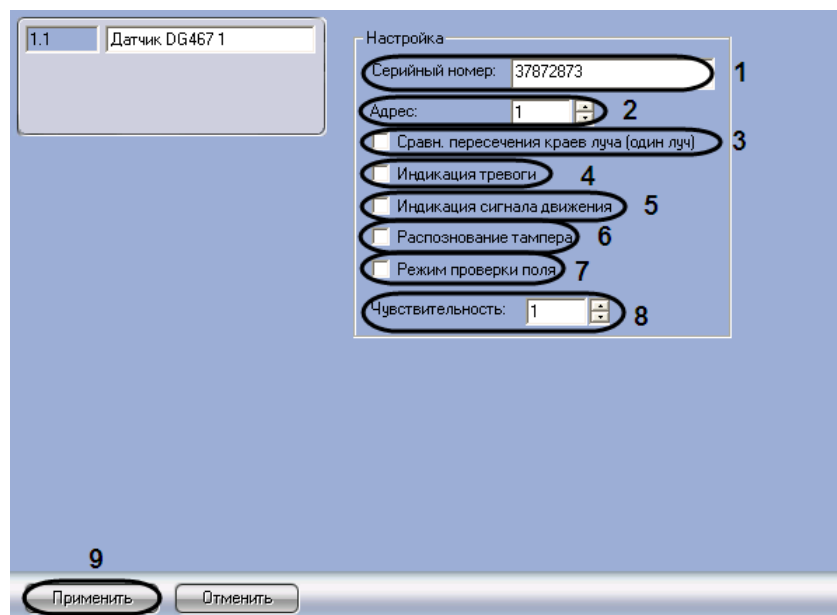 1.1 Датчик DG467 1
Настройка
Серийный номер: 37872873 1
Адрес: 1 2
Сравн. пересечения краев луча (один луч) 3
Индикация тревоги 4
Индикация сигнала движения 5
Распознование тампера 6
Режим проверки поля 7
Чувствительность: 1 8
9
Применить Отменить